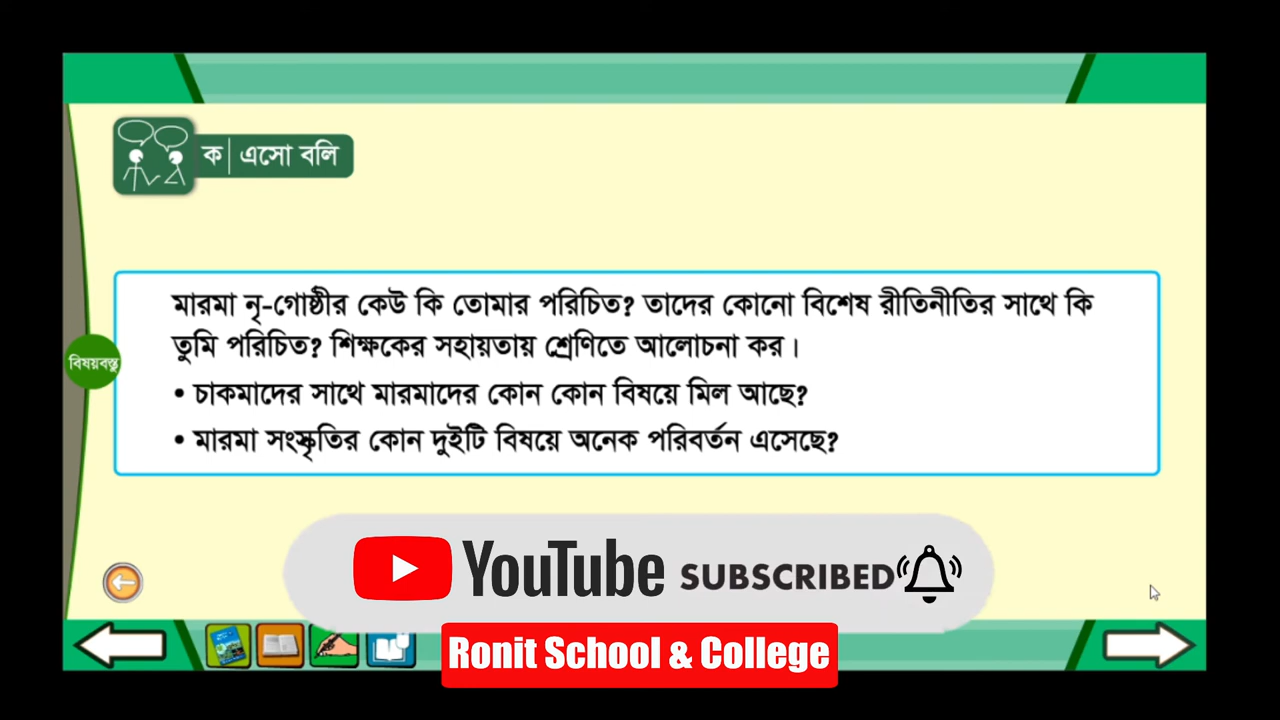 ক| এসো বলি
মারমা নৃ-গোষ্ঠীর কেউ কি তোমার পরিচিত? তাদের কোনো বিশেষ রীতিনীতির সাথে কি
তুমি পরিচিত? শিক্ষকের সহায়তায় শ্রেণিতে আলোচনা কর।
• চাকমাদের সাথে মারমাদের কোন কোন বিষয়ে মিল আছে?
• মারমা সংস্কৃতির কোন দুইটি বিষয়ে অনেক পরিবর্তন এসেছে?
বিষয়বস্তু
YouTube SUBSCRIBED
Ronit School & College